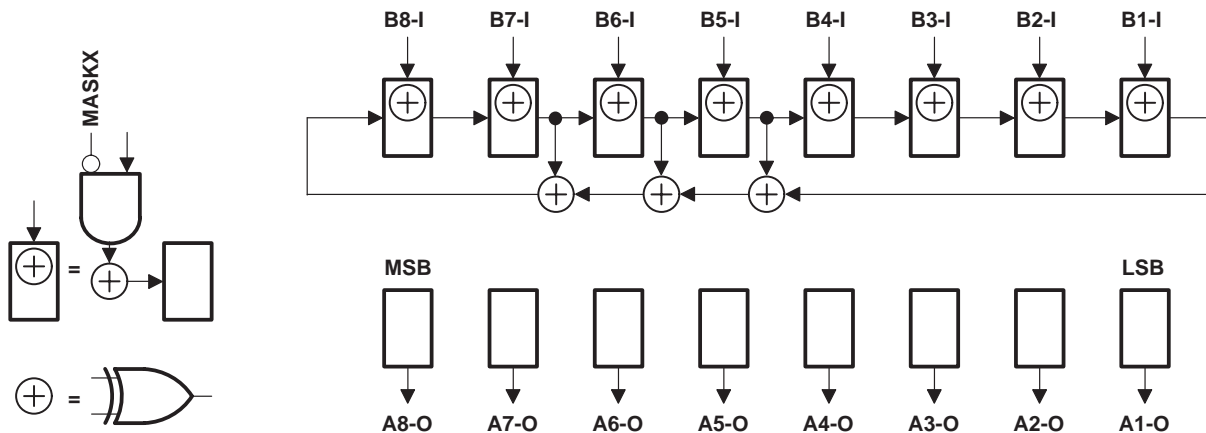 B8-I B7-I B6-I B5-I B4-I B3-I B2-I B1-I
MASKX
=
MSB LSB
=
A8-O A7-O A6-O A5-O A4-O A3-O A2-O A1-O